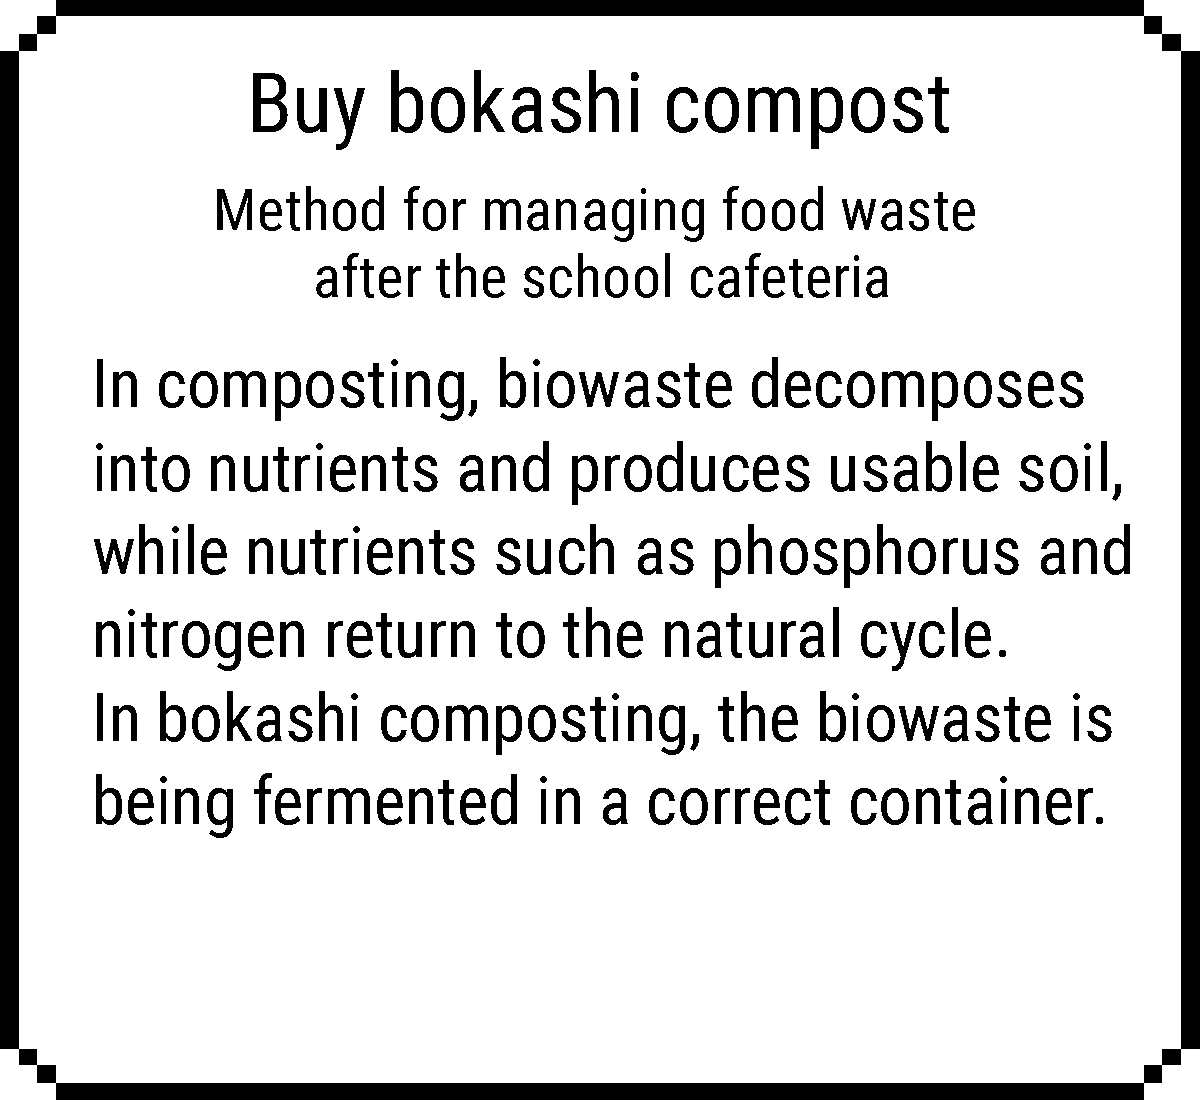 Buy bokashi compost
Method for managing food waste
after the school cafeteria
In composting, biowaste decomposes
into nutrients and produces usable soil,
while nutrients such as phosphorus and
nitrogen return to the natural cycle.
In bokashi composting, the biowaste is
being fermented in a correct container.